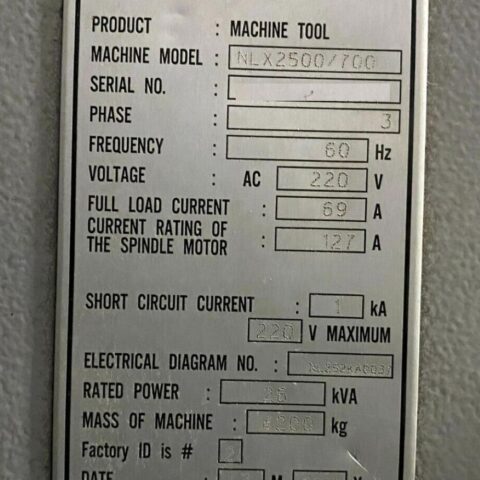 PRODUCT : MACHINE TOOL
MACHINE MODEL : NLX2500/700
SERIAL NO. :
PHASE : 3
FREQUENCY : 60 Hz
VOLTAGE : AC 220 V
FULL LOAD CURRENT : 69 A
CURRENT RATING OF
THE SPINDLE MOTOR : 127 A
SHORT CIRCUIT CURRENT : 1 kA
220 V MAXIMUM
ELECTRICAL DIAGRAM NO. :
RATED POWER : 26 kVA
MASS OF MACHINE : kg
Factory ID is #
DATE : M Y